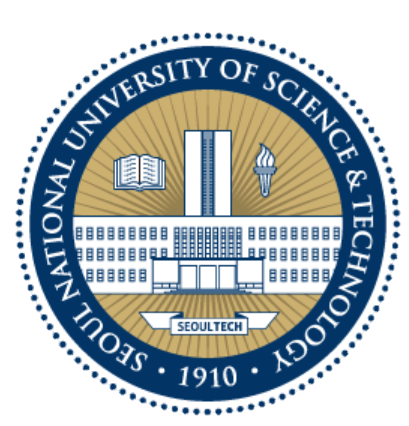 SEOUL NATIONAL UNIVERSITY OF SCIENCE & TECHNOLOGY
· 1910 ·
SEOULTECH